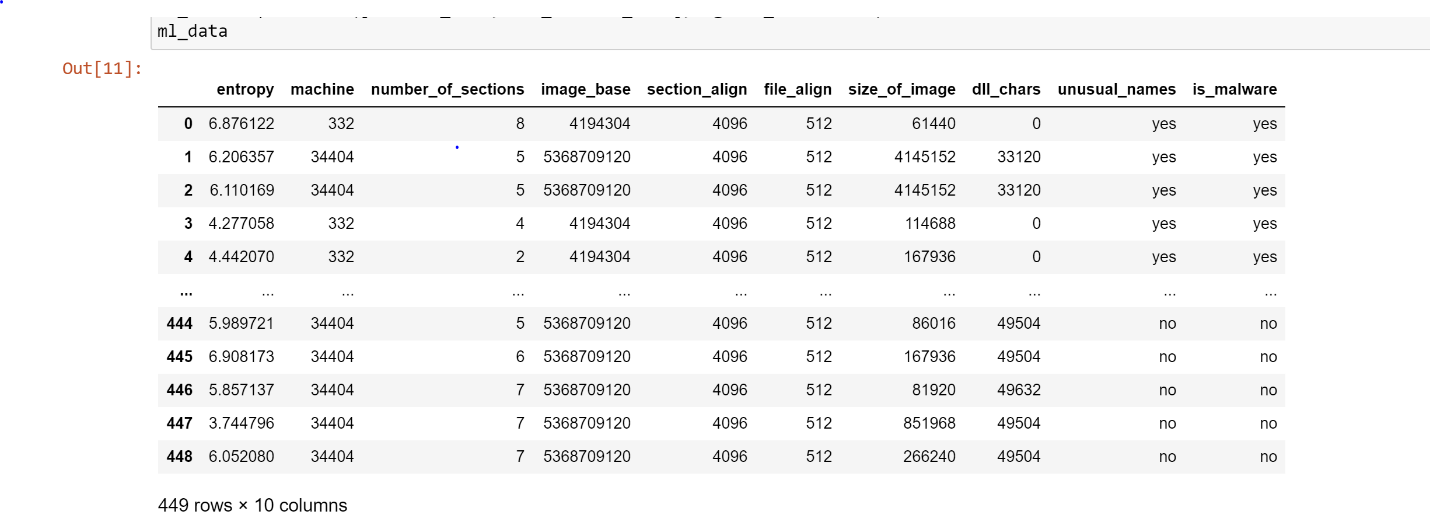 ml_data
Out[11]:
entropy machine number_of_sections image_base section_align file_align size_of_image dll_chars unusual_names is_malware
0 6.876122 332 8 4194304 4096 512 61440 0 yes yes
1 6.206357 34404 5 5368709120 4096 512 4145152 33120 yes yes
2 6.110169 34404 5 5368709120 4096 512 4145152 33120 yes yes
3 4.277058 332 4 4194304 4096 512 114688 0 yes yes
4 4.442070 332 2 4194304 4096 512 167936 0 yes yes
... ... ... ... ... ... ... ... ... ... ...
444 5.989721 34404 5 5368709120 4096 512 86016 49504 no no
445 6.908173 34404 6 5368709120 4096 512 167936 49504 no no
446 5.857137 34404 7 5368709120 4096 512 81920 49632 no no
447 3.744796 34404 7 5368709120 4096 512 851968 49504 no no
448 6.052080 34404 7 5368709120 4096 512 266240 49504 no no
449 rows × 10 columns